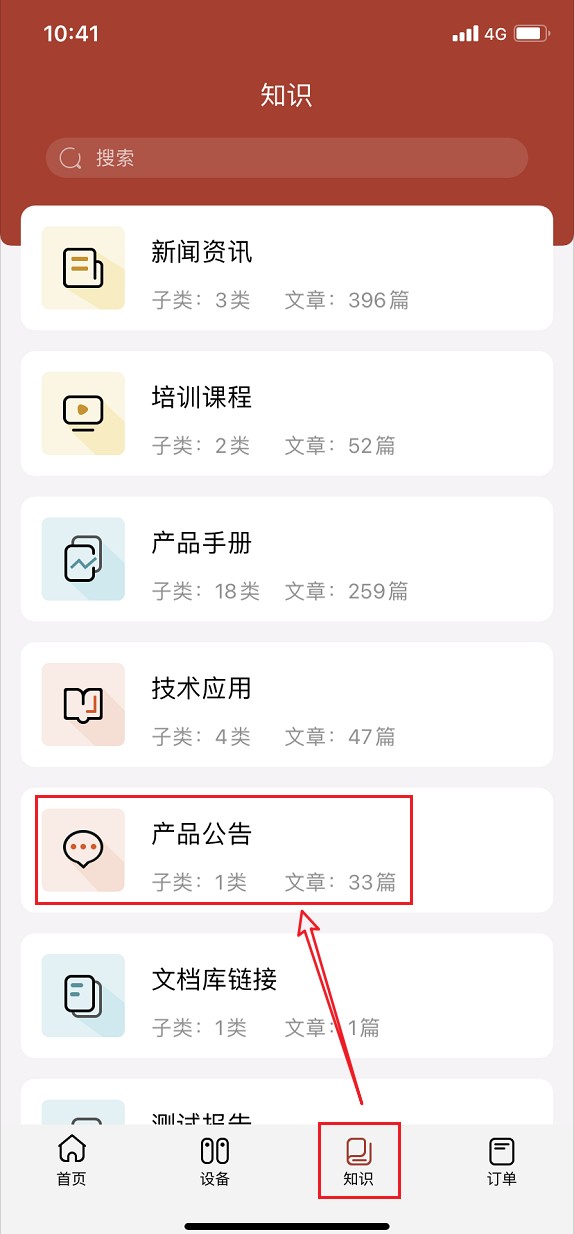 10:41
4G
知识
搜索
新闻资讯
子类：3类 文章：396篇
培训课程
子类：2类 文章：52篇
产品手册
子类：18类 文章：259篇
技术应用
子类：4类 文章：47篇
产品公告
子类：1类 文章：33篇
文档库链接
子类：1类 文章：1篇
测试报告
首页 设备 知识 订单